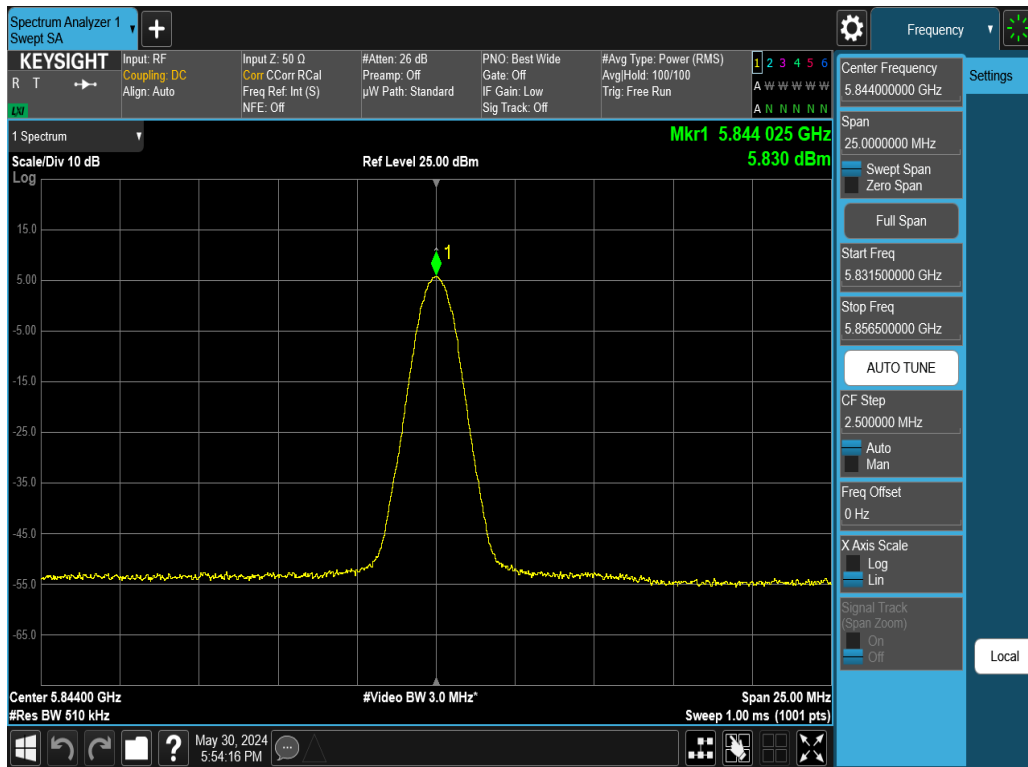 Spectrum Analyzer 1
Swept SA
+
Frequency
KEYSIGHT
R T
LXI
Input: RF
Coupling: DC
Align: Auto
Input Z: 50 Ω
Corr CCorr RCal
Freq Ref: Int (S)
NFE: Off
#Atten: 26 dB
Preamp: Off
µW Path: Standard
PNO: Best Wide
Gate: Off
IF Gain: Low
Sig Track: Off
#Avg Type: Power (RMS)
Avg|Hold: 100/100
Trig: Free Run
1 2 3 4 5 6
A W W W W W
A N N N N N
1 Spectrum
Scale/Div 10 dB
Log
Ref Level 25.00 dBm
Mkr1 5.844 025 GHz
5.830 dBm
1
15.0
5.00
-5.00
-15.0
-25.0
-35.0
-45.0
-55.0
-65.0
Center 5.84400 GHz
#Res BW 510 kHz
#Video BW 3.0 MHz*
Span 25.00 MHz
Sweep 1.00 ms (1001 pts)
Center Frequency
5.844000000 GHz
Settings
Span
25.0000000 MHz
Swept Span
Zero Span
Full Span
Start Freq
5.831500000 GHz
Stop Freq
5.856500000 GHz
AUTO TUNE
CF Step
2.500000 MHz
Auto
Man
Freq Offset
0 Hz
X Axis Scale
Log
Lin
Signal Track
(Span Zoom)
On
Off
Local
?
May 30, 2024
5:54:16 PM